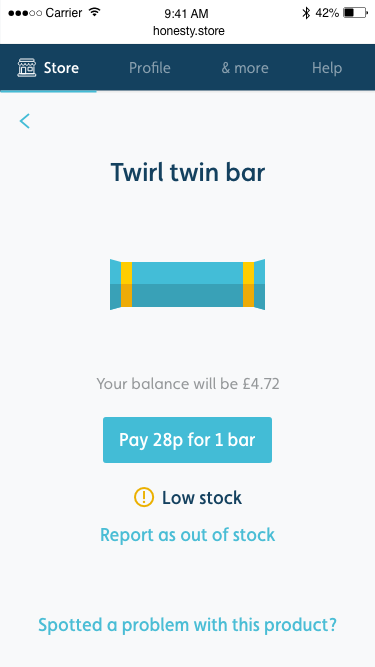 Carrier 9:41 AM 42%
honesty.store
Store Profile & more Help
Twirl twin bar
Your balance will be £4.72
Pay 28p for 1 bar
Low stock
Report as out of stock
Spotted a problem with this product?